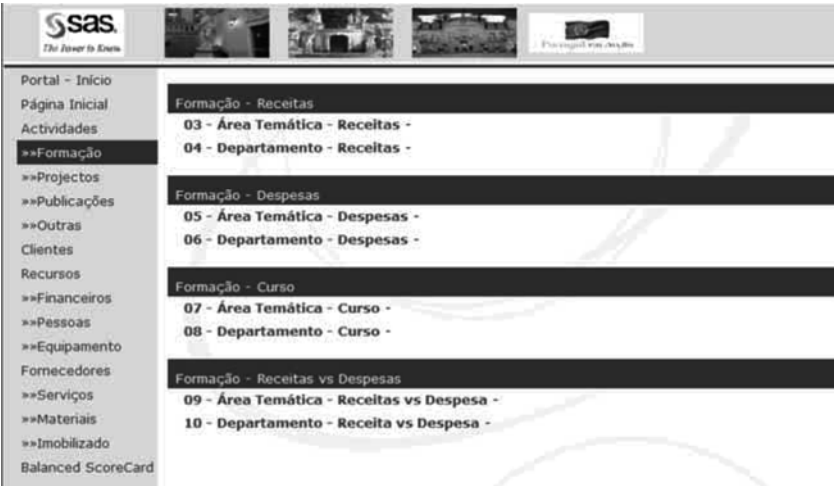 sas.
The Power to Know.
Portal - Início
Página Inicial
Actividades
»»Formação
»»Projectos
»»Publicações
»»Outras
Clientes
Recursos
»»Financeiros
»»Pessoas
»»Equipamento
Fornecedores
»»Serviços
»»Materiais
»»Imobilizado
Balanced ScoreCard
Formação - Receitas
03 - Área Temática - Receitas -
04 - Departamento - Receitas -
Formação - Despesas
05 - Área Temática - Despesas -
06 - Departamento - Despesas -
Formação - Curso
07 - Área Temática - Curso -
08 - Departamento - Curso -
Formação - Receitas vs Despesas
09 - Área Temática - Receitas vs Despesa -
10 - Departamento - Receita vs Despesa -